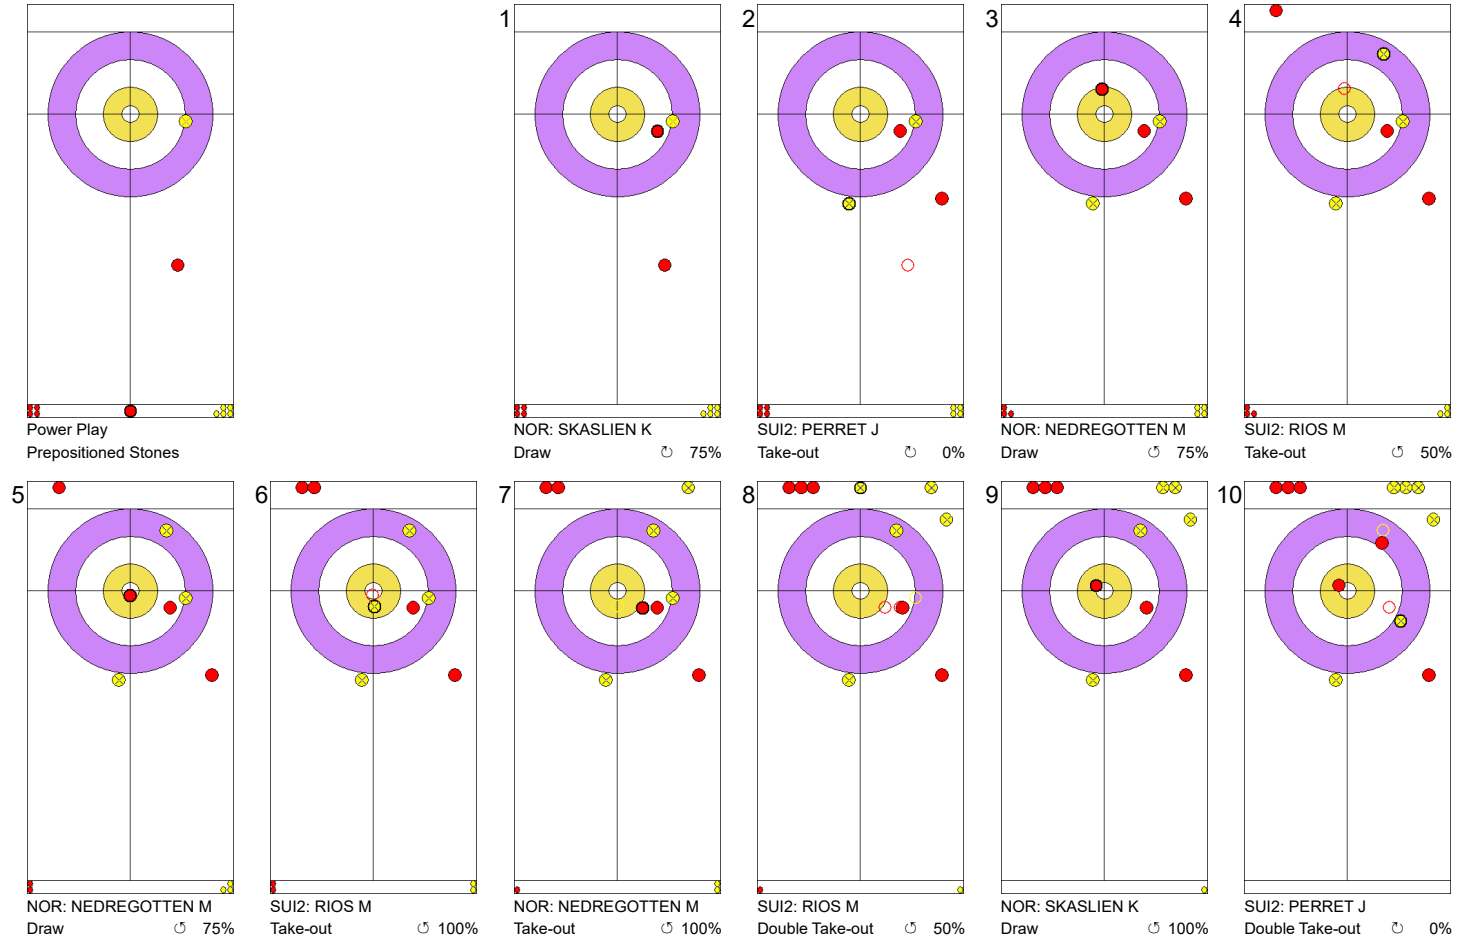 1
2
3
4
Power Play
Prepositioned Stones
NOR: SKASLIEN K
Draw ↻ 75%
SUI2: PERRET J
Take-out ↻ 0%
NOR: NEDREGOTTEN M
Draw ↺ 75%
SUI2: RIOS M
Take-out ↺ 50%
5
6
7
8
9
10
NOR: NEDREGOTTEN M
Draw ↺ 75%
SUI2: RIOS M
Take-out ↺ 100%
NOR: NEDREGOTTEN M
Take-out ↺ 100%
SUI2: RIOS M
Double Take-out ↺ 50%
NOR: SKASLIEN K
Draw ↺ 100%
SUI2: PERRET J
Double Take-out ↺ 0%